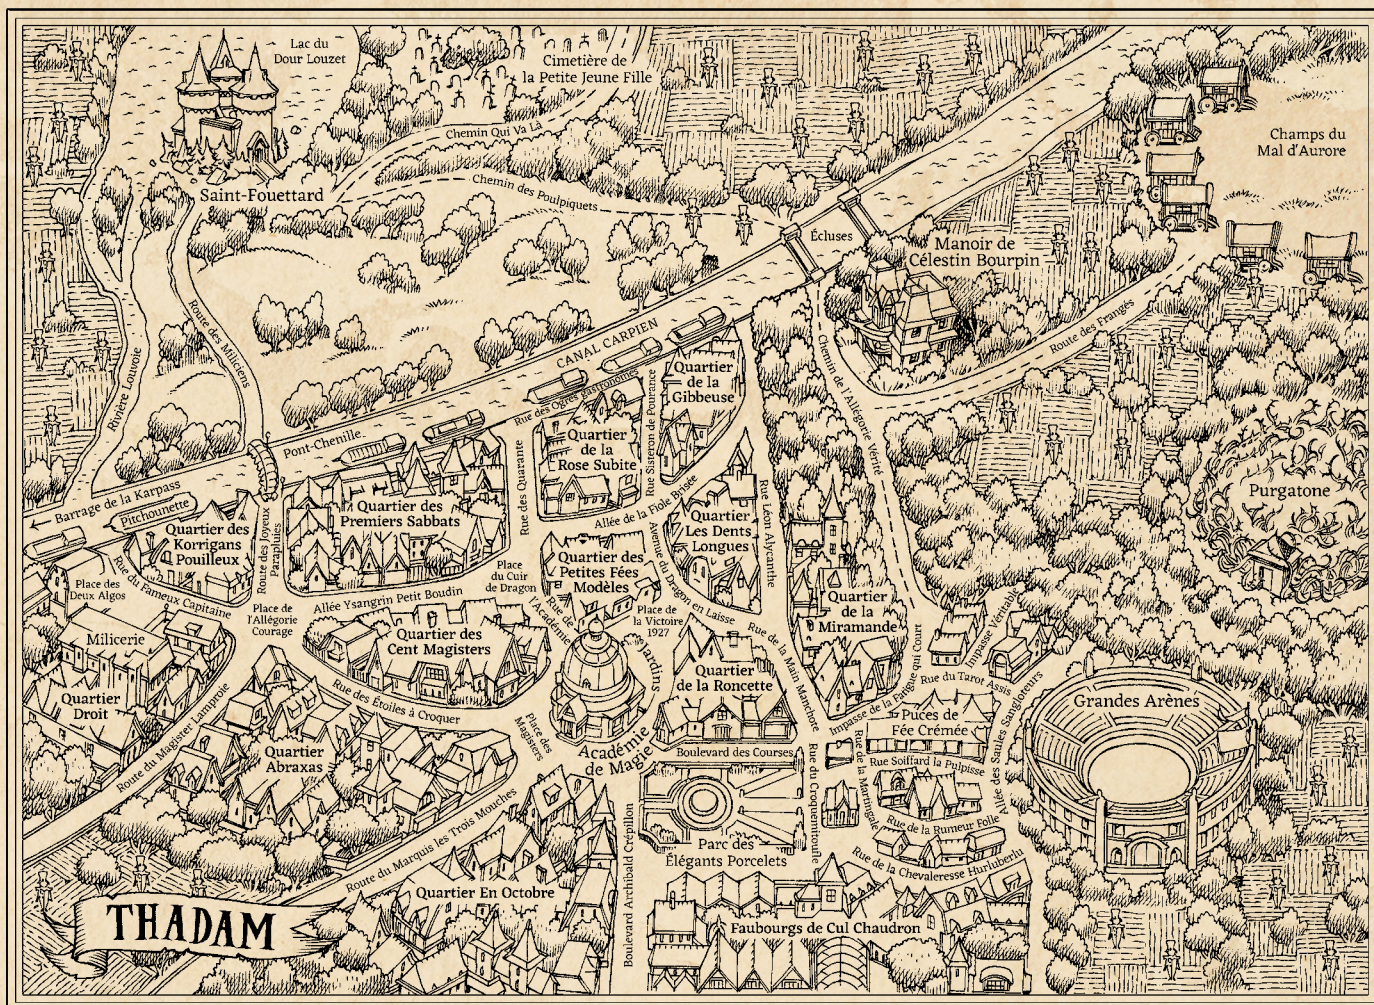 Lac du
Dour Louzet
Cimetière de
la Petite Jeune Fille
Chemin Qui Va Là
Champs du
Mal d'Aurore
Saint-Fouettard
Chemin des Poulpiquets
Écluses
Manoir de
Célestin Bourpin
Route des Miliciens
Rivière Louvoie
CANAL CARPIEN
Chemin de l'Allégorie Vérité
Route des Frangés
Quartier
de la
Gibbeuse
Rue des Ogres Gastronomes
Rue Sisteron de Pourrance
Pont-Chenille
Quartier
de la
Rose Subite
Rue des Quarante
Barrage de la Karpass
Pitchounette
Purgatone
Quartier des
Korrigans
Pouilleux
Route des Joyeux
Parapluies
Quartier des
Premiers Sabbats
Allée de la Fiole Brisée
Quartier
Les Dents
Longues
Rue Léon Alycanthe
Avenue du Dragon en Laisse
Quartier des
Petites Fées
Modèles
Place
du Cuir
de Dragon
Place des
Deux Algos
Rue du Fameux Capitaine
Place de
l'Allégorie
Courage
Allée Ysangrin Petit Boudin
Rue de
l'Académie
Place de
la Victoire
1927
Quartier
de la
Miramande
Impasse Véritable
Milicerie
Quartier des
Cent Magisters
Jardins
Quartier
de la Roncette
Rue de la Main Manchote
Impasse de la Fatigue qui Court
Rue du Tarot Assis
Quartier
Droit
Route du Magister Lamproie
Rue des Étoiles à Croquer
Place des
Magisters
Académie
de Magie
Puces de
Fée Crémée
Allée des Saules Sanglueurs
Grandes Arènes
Quartier
Abraxas
Boulevard des Courses
Rue du Croquemitoufle
Rue de la Martingale
Rue Soiffard la Pulpisse
Rue de la Rumeur Folle
Parc des
Élégants Porcelets
Route du Marquis les Trois Mouches
Boulevard Archibald Crépillon
Rue de la Chevaleresse Hurluberlu
Quartier En Octobre
Faubourgs de Cul Chaudron
THADAM